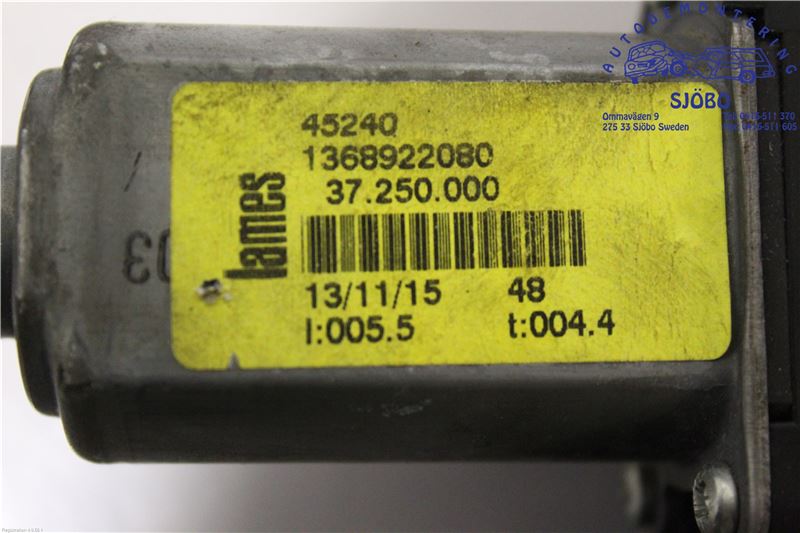 AUTODEMONTERING
SJÖBO
Ommavägen 9
275 33 Sjöbo Sweden
45240
1368922080
37.250.000
lames
13/11/15 48
l:005.5 t:004.4
03